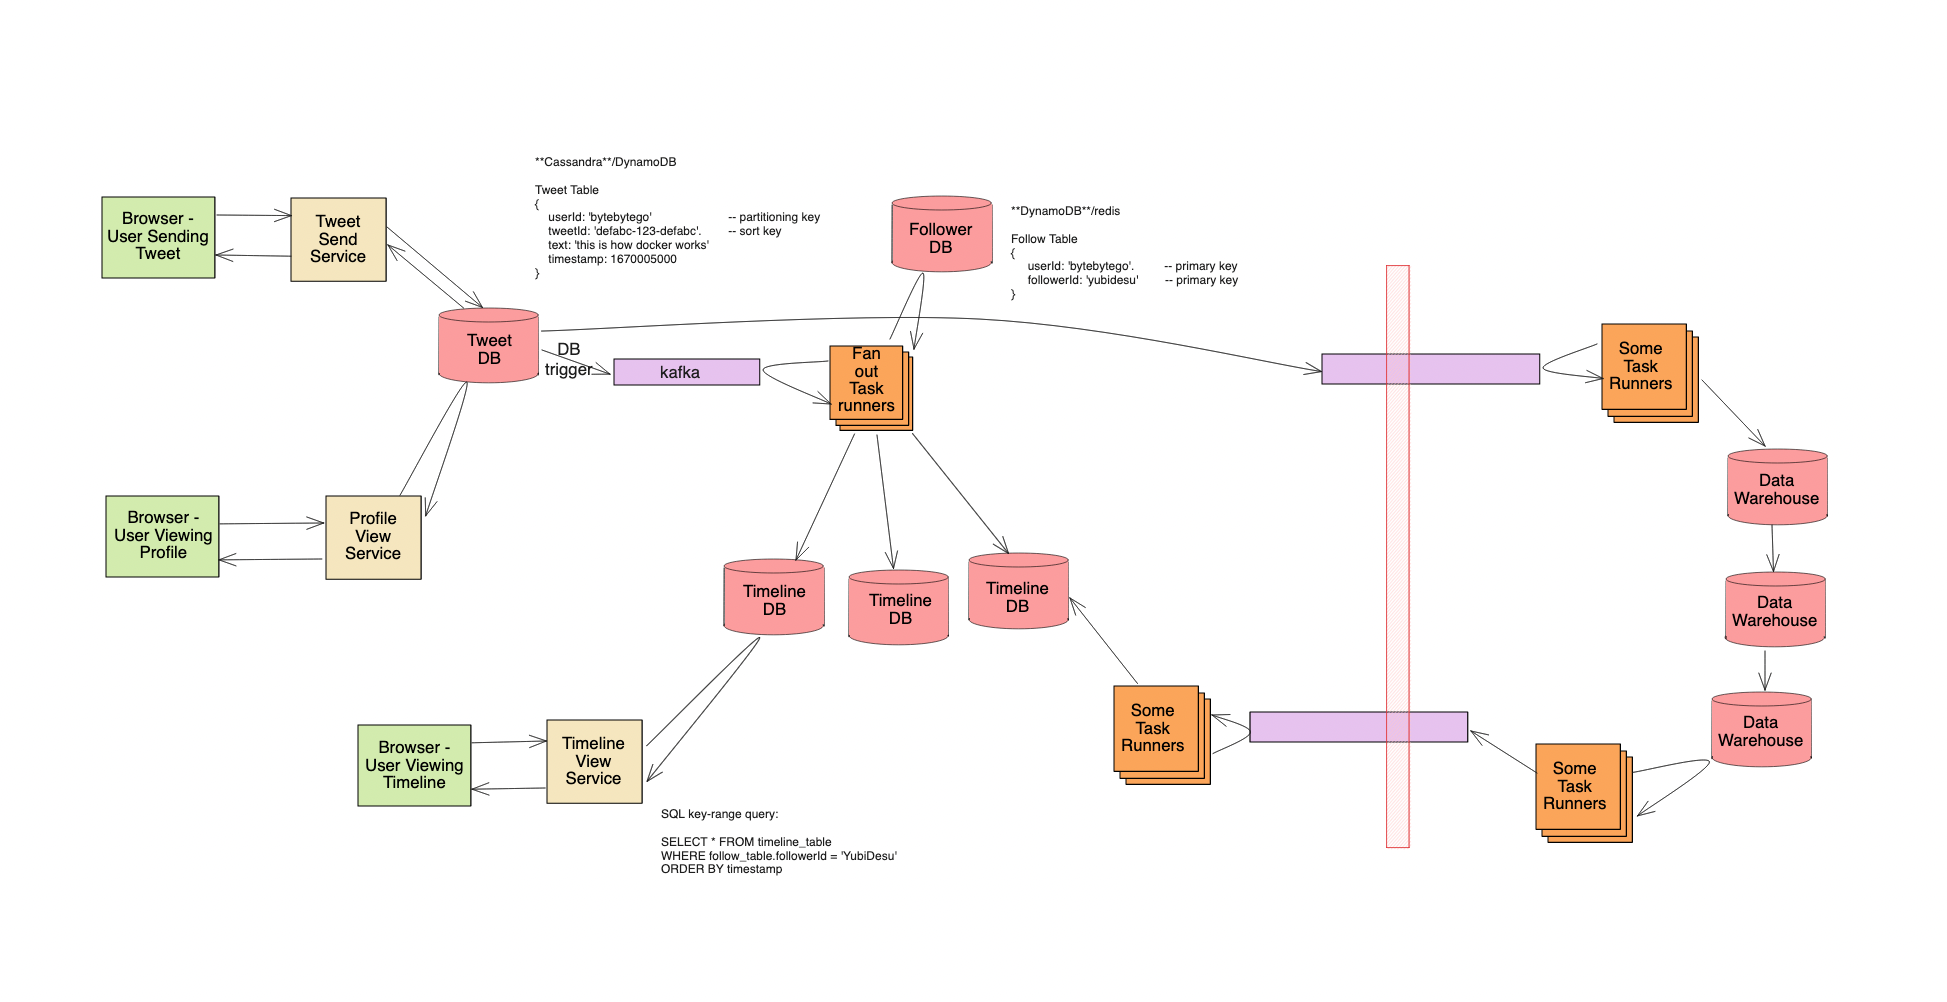 **Cassandra**/DynamoDB
Tweet Table
{
userId: 'bytebytego' -- partitioning key
tweetId: 'defabc-123-defabc'. -- sort key
text: 'this is how docker works'
timestamp: 1670005000
}
Browser -
User Sending
Tweet
Tweet
Send
Service
Follower
DB
**DynamoDB**/redis
Follow Table
{
userId: 'bytebytego'. -- primary key
followerId: 'yubidesu' -- primary key
}
Tweet
DB
DB
trigger
kafka
Fan
out
Task
runners
Some
Task
Runners
Data
Warehouse
Browser -
User Viewing
Profile
Profile
View
Service
Timeline
DB
Timeline
DB
Timeline
DB
Data
Warehouse
Browser -
User Viewing
Timeline
Timeline
View
Service
Some
Task
Runners
Data
Warehouse
Some
Task
Runners
SQL key-range query:
SELECT * FROM timeline_table
WHERE follow_table.followerId = 'YubiDesu'
ORDER BY timestamp